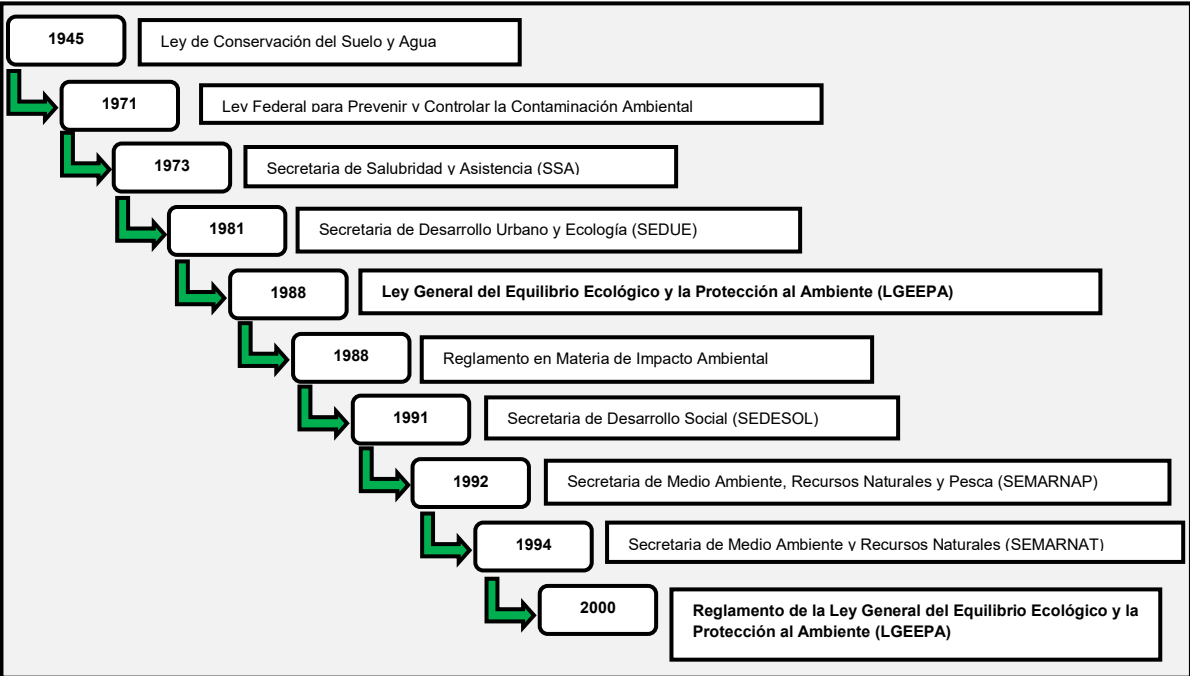 1945
Ley de Conservación del Suelo y Agua
1971
Ley Federal para Prevenir y Controlar la Contaminación Ambiental
1973
Secretaria de Salubridad y Asistencia (SSA)
1981
Secretaria de Desarrollo Urbano y Ecología (SEDUE)
1988
Ley General del Equilibrio Ecológico y la Protección al Ambiente (LGEEPA)
1988
Reglamento en Materia de Impacto Ambiental
1991
Secretaria de Desarrollo Social (SEDESOL)
1992
Secretaria de Medio Ambiente, Recursos Naturales y Pesca (SEMARNAP)
1994
Secretaria de Medio Ambiente y Recursos Naturales (SEMARNAT)
2000
Reglamento de la Ley General del Equilibrio Ecológico y la
Protección al Ambiente (LGEEPA)